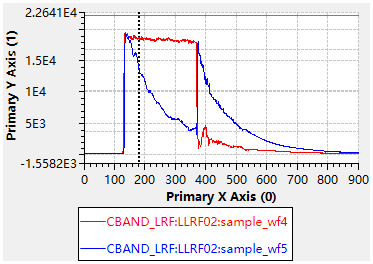 2.2641E4
1.5E4
1E4
5E3
-1.5582E3
Primary Y Axis (1)
0 100 200 300 400 500 600 700 800 900
Primary X Axis (0)
CBAND_LRF:LLRF02:sample_wf4
CBAND_LRF:LLRF02:sample_wf5